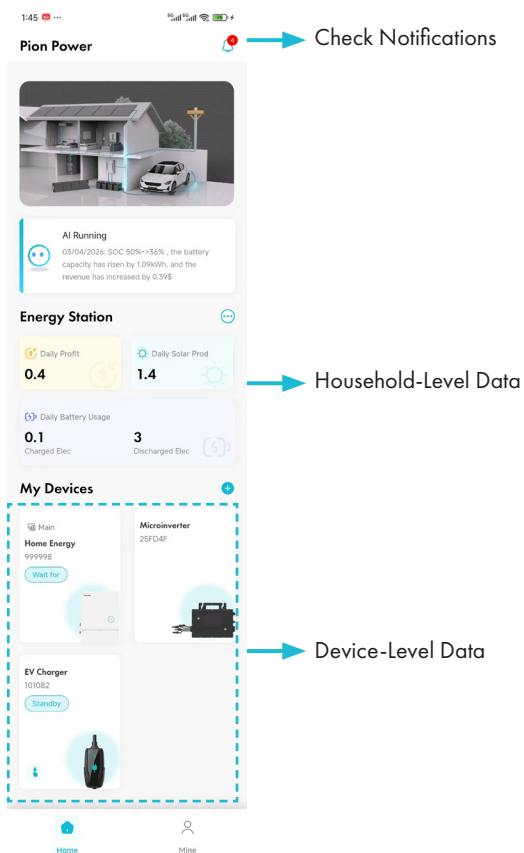 1:45
Pion Power
4
Check Notifications
AI Running
03/04/2026: SOC 50%->36% , the battery
capacity has risen by 1.09kWh, and the
revenue has increased by 0.39$
Energy Station
Daily Profit
0.4
Daily Solar Prod
1.4
Household-Level Data
Daily Battery Usage
0.1
Charged Elec
3
Discharged Elec
My Devices
Main
Home Energy
999998
Wait for
Microinverter
25FD4F
Device-Level Data
EV Charger
101082
Standby
Home
Mine